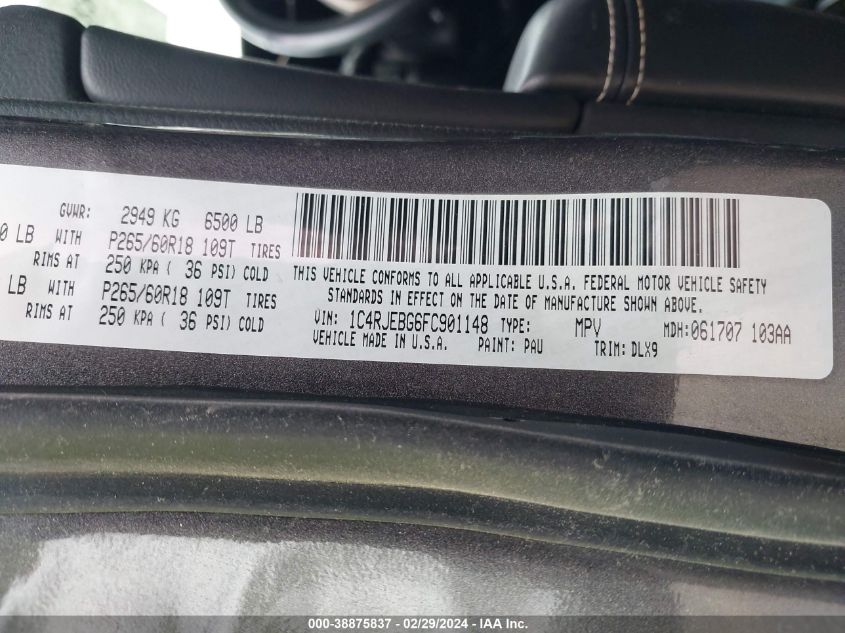 GVWR: 2949 KG 6500 LB
0 LB WITH P265/60R18 109T TIRES
RIMS AT 250 KPA ( 36 PSI) COLD
LB WITH P265/60R18 109T TIRES
RIMS AT 250 KPA ( 36 PSI) COLD
THIS VEHICLE CONFORMS TO ALL APPLICABLE U.S.A. FEDERAL MOTOR VEHICLE SAFETY
STANDARDS IN EFFECT ON THE DATE OF MANUFACTURE SHOWN ABOVE.
VIN: 1C4RJEBG6FC901148 TYPE: MPV MDH:061707 103AA
VEHICLE MADE IN U.S.A. PAINT: PAU TRIM: DLX9
000-38875837 - 02/29/2024 - IAA Inc.